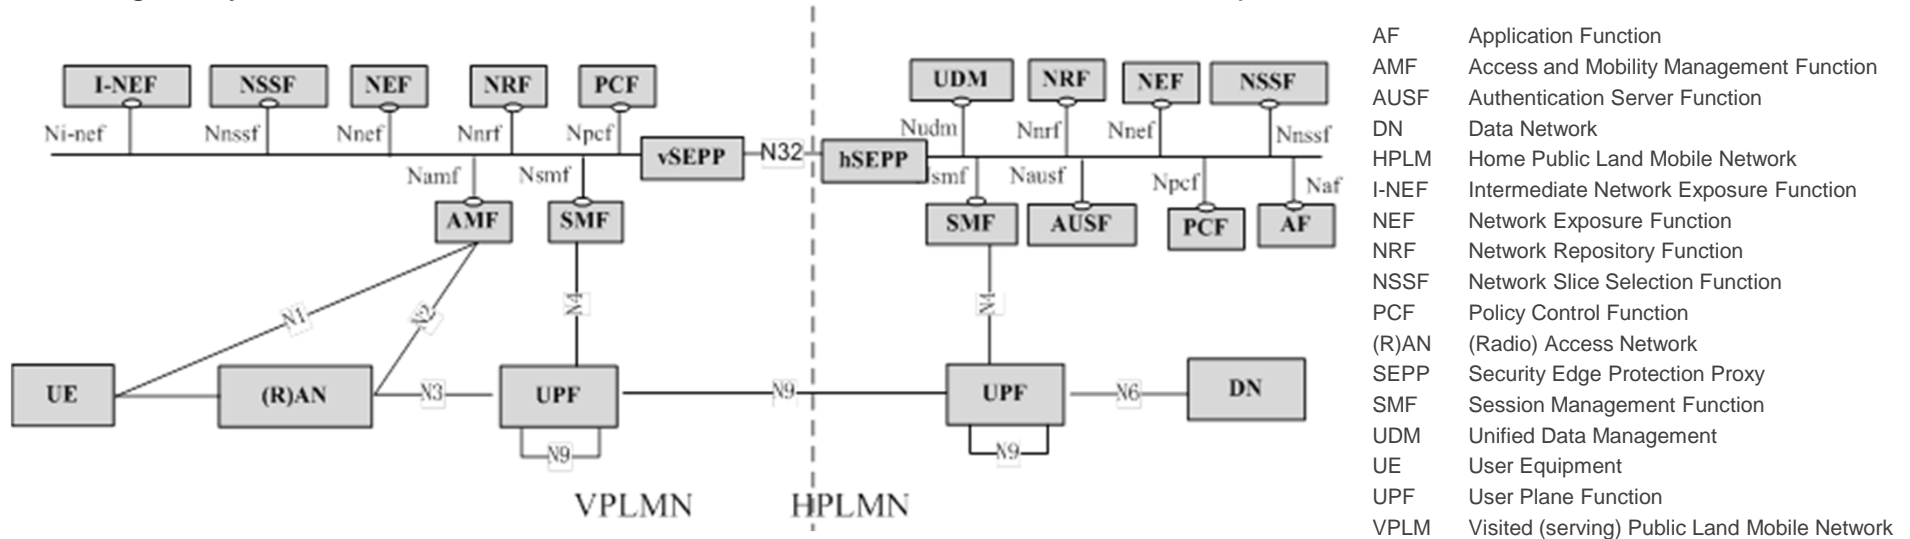 I-NEF NSSF NEF NRF PCF
Ni-nef Nnssf Nnef Nnrf Npcf
vSEPP N32 hSEPP
Namf Nsmf
AMF SMF
UDM NRF NEF NSSF
Nudm Nnrf Nnef Nnssf
smf Nausf Npcf Naf
SMF AUSF PCF AF
N1 N2 N4 N4
UE (R)AN N3 UPF N9 UPF N6 DN
N9 N9
VPLMN HPLMN
AF Application Function
AMF Access and Mobility Management Function
AUSF Authentication Server Function
DN Data Network
HPLM Home Public Land Mobile Network
I-NEF Intermediate Network Exposure Function
NEF Network Exposure Function
NRF Network Repository Function
NSSF Network Slice Selection Function
PCF Policy Control Function
(R)AN (Radio) Access Network
SEPP Security Edge Protection Proxy
SMF Session Management Function
UDM Unified Data Management
UE User Equipment
UPF User Plane Function
VPLM Visited (serving) Public Land Mobile Network